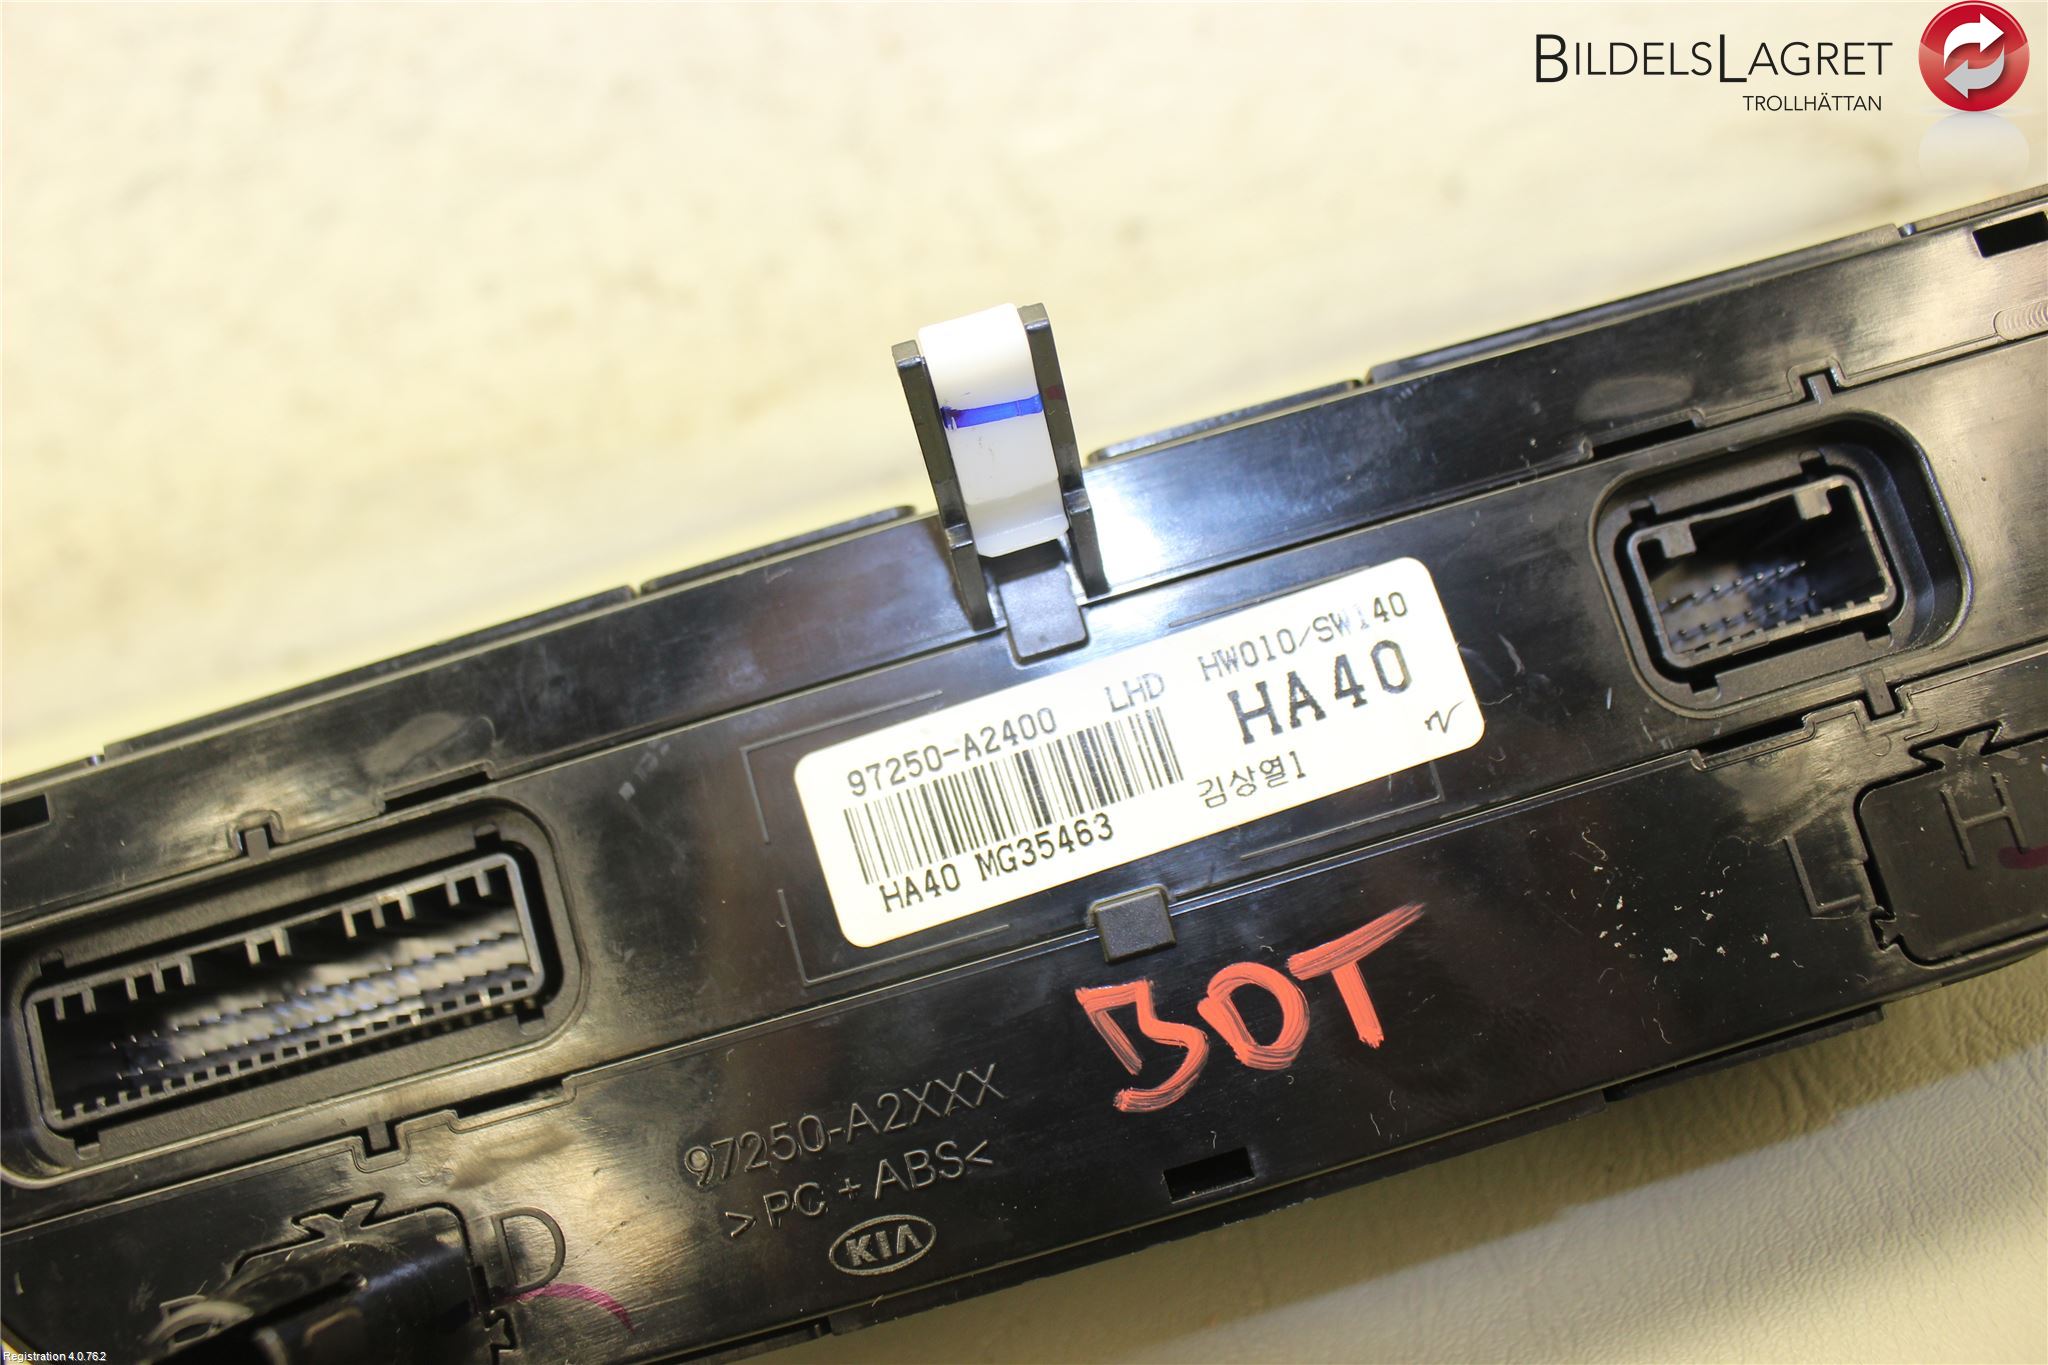 BILDELSLAGRET
TROLLHÄTTAN
97250-A2400 LHD HW010/SW140
HA40
HA40 MG35463
김상열1
BOT
97250-A2XXX
>PC + ABS<
KIA
L
H
D
Registration 4.0.76.2